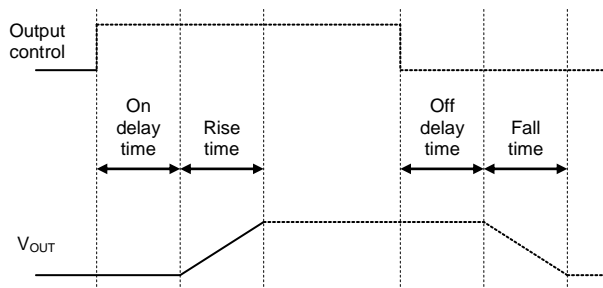 Output
control
On
delay
time
Rise
time
Off
delay
time
Fall
time
VOUT